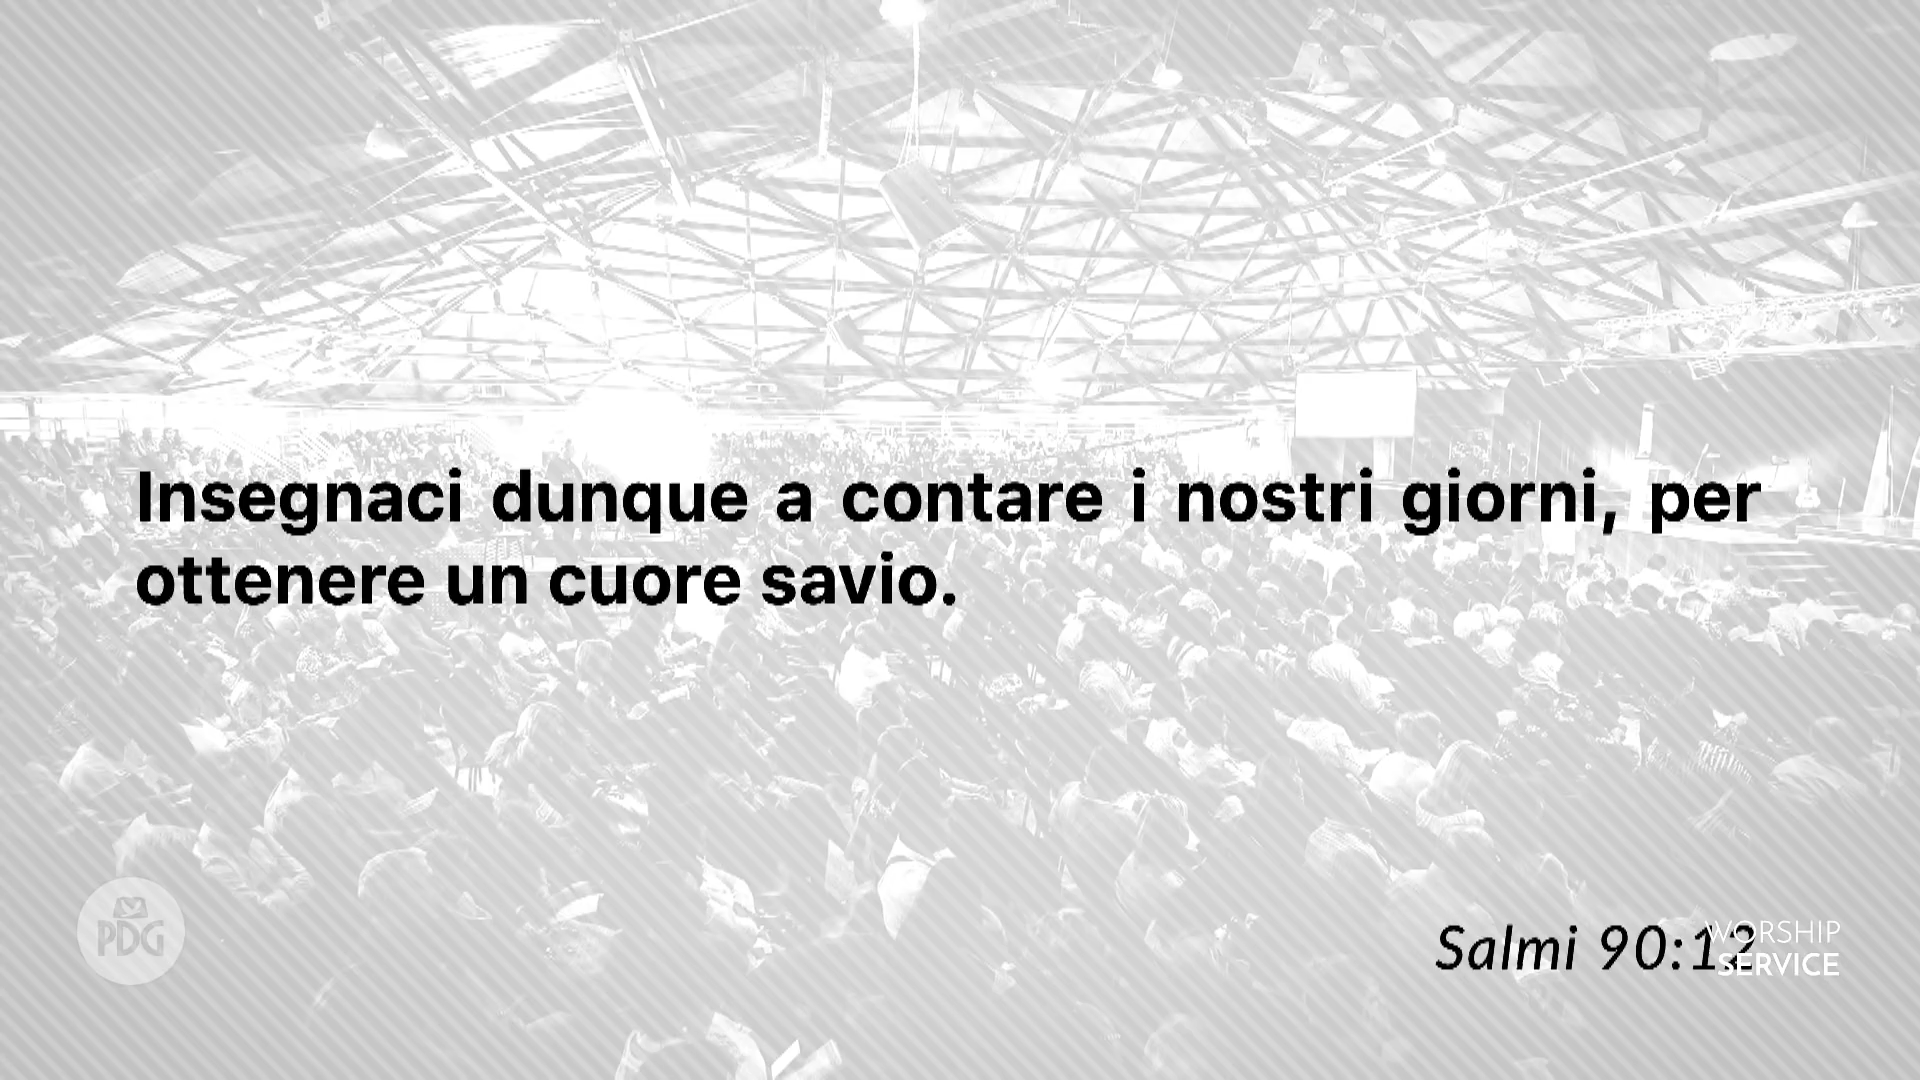 Insegnaci dunque a contare i nostri giorni, per
ottenere un cuore savio.
PDG
Salmi 90:12
WORSHIP
SERVICE